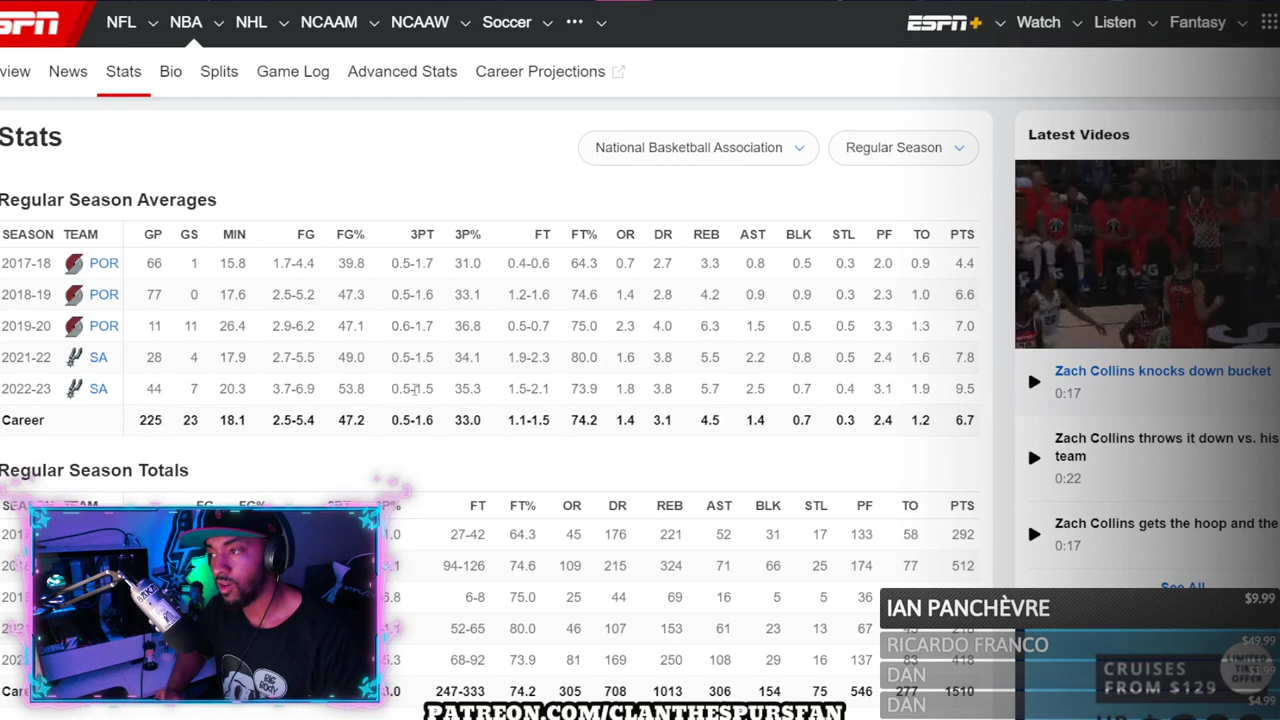 NFL NBA NHL NCAAM NCAAW Soccer ••• ESPN+ Watch Listen Fantasy
view News Stats Bio Splits Game Log Advanced Stats Career Projections
Stats
National Basketball Association Regular Season
Regular Season Averages
SEASON TEAM GP GS MIN FG FG% 3PT 3P% FT FT% OR DR REB AST BLK STL PF TO PTS
2017-18 POR 66 1 15.8 1.7-4.4 39.8 0.5-1.7 31.0 0.4-0.6 64.3 0.7 2.7 3.3 0.8 0.5 0.3 2.0 0.9 4.4
2018-19 POR 77 0 17.6 2.5-5.2 47.3 0.5-1.6 33.1 1.2-1.6 74.6 1.4 2.8 4.2 0.9 0.9 0.3 2.3 1.0 6.6
2019-20 POR 11 11 26.4 2.9-6.2 47.1 0.6-1.7 36.8 0.5-0.7 75.0 2.3 4.0 6.3 1.5 0.5 0.5 3.3 1.3 7.0
2021-22 SA 28 4 17.9 2.7-5.5 49.0 0.5-1.5 34.1 1.9-2.3 80.0 1.6 3.8 5.5 2.2 0.8 0.5 2.4 1.6 7.8
2022-23 SA 44 7 20.3 3.7-6.9 53.8 0.5-1.5 35.3 1.5-2.1 73.9 1.8 3.8 5.7 2.5 0.7 0.4 3.1 1.9 9.5
Career 225 23 18.1 2.5-5.4 47.2 0.5-1.6 33.0 1.1-1.5 74.2 1.4 3.1 4.5 1.4 0.7 0.3 2.4 1.2 6.7
Regular Season Totals
FT FT% OR DR REB AST BLK STL PF TO PTS
27-42 64.3 45 176 221 52 31 17 133 58 292
94-126 74.6 109 215 324 71 66 25 174 77 512
6-8 75.0 25 44 69 16 5 5 36
52-65 80.0 46 107 153 61 23 13 67
68-92 73.9 81 169 250 108 29 16 137 83 418
247-333 74.2 305 708 1013 306 154 75 546 277 1510
Latest Videos
Zach Collins knocks down bucket
0:17
Zach Collins throws it down vs. his
team
0:22
Zach Collins gets the hoop and the
0:17
See All
IAN PANCHÈVRE $9.99
RICARDO FRANCO $49.99
DAN
DAN $4.99
CRUISES
FROM $129
LIMITED
TIME
OFFER
BIG
BODY
PATREON.COM/CLANTHESPURSFAN